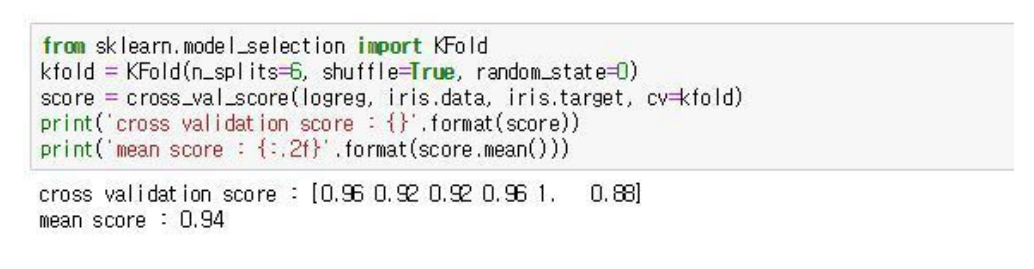 from sklearn.model_selection import KFold
kfold = KFold(n_splits=6, shuffle=True, random_state=0)
score = cross_val_score(logreg, iris.data, iris.target, cv=kfold)
print('cross validation score : {}'.format(score))
print('mean score : {:.2f}'.format(score.mean()))
cross validation score : [0.96 0.92 0.92 0.96 1.   0.88]
mean score : 0.94